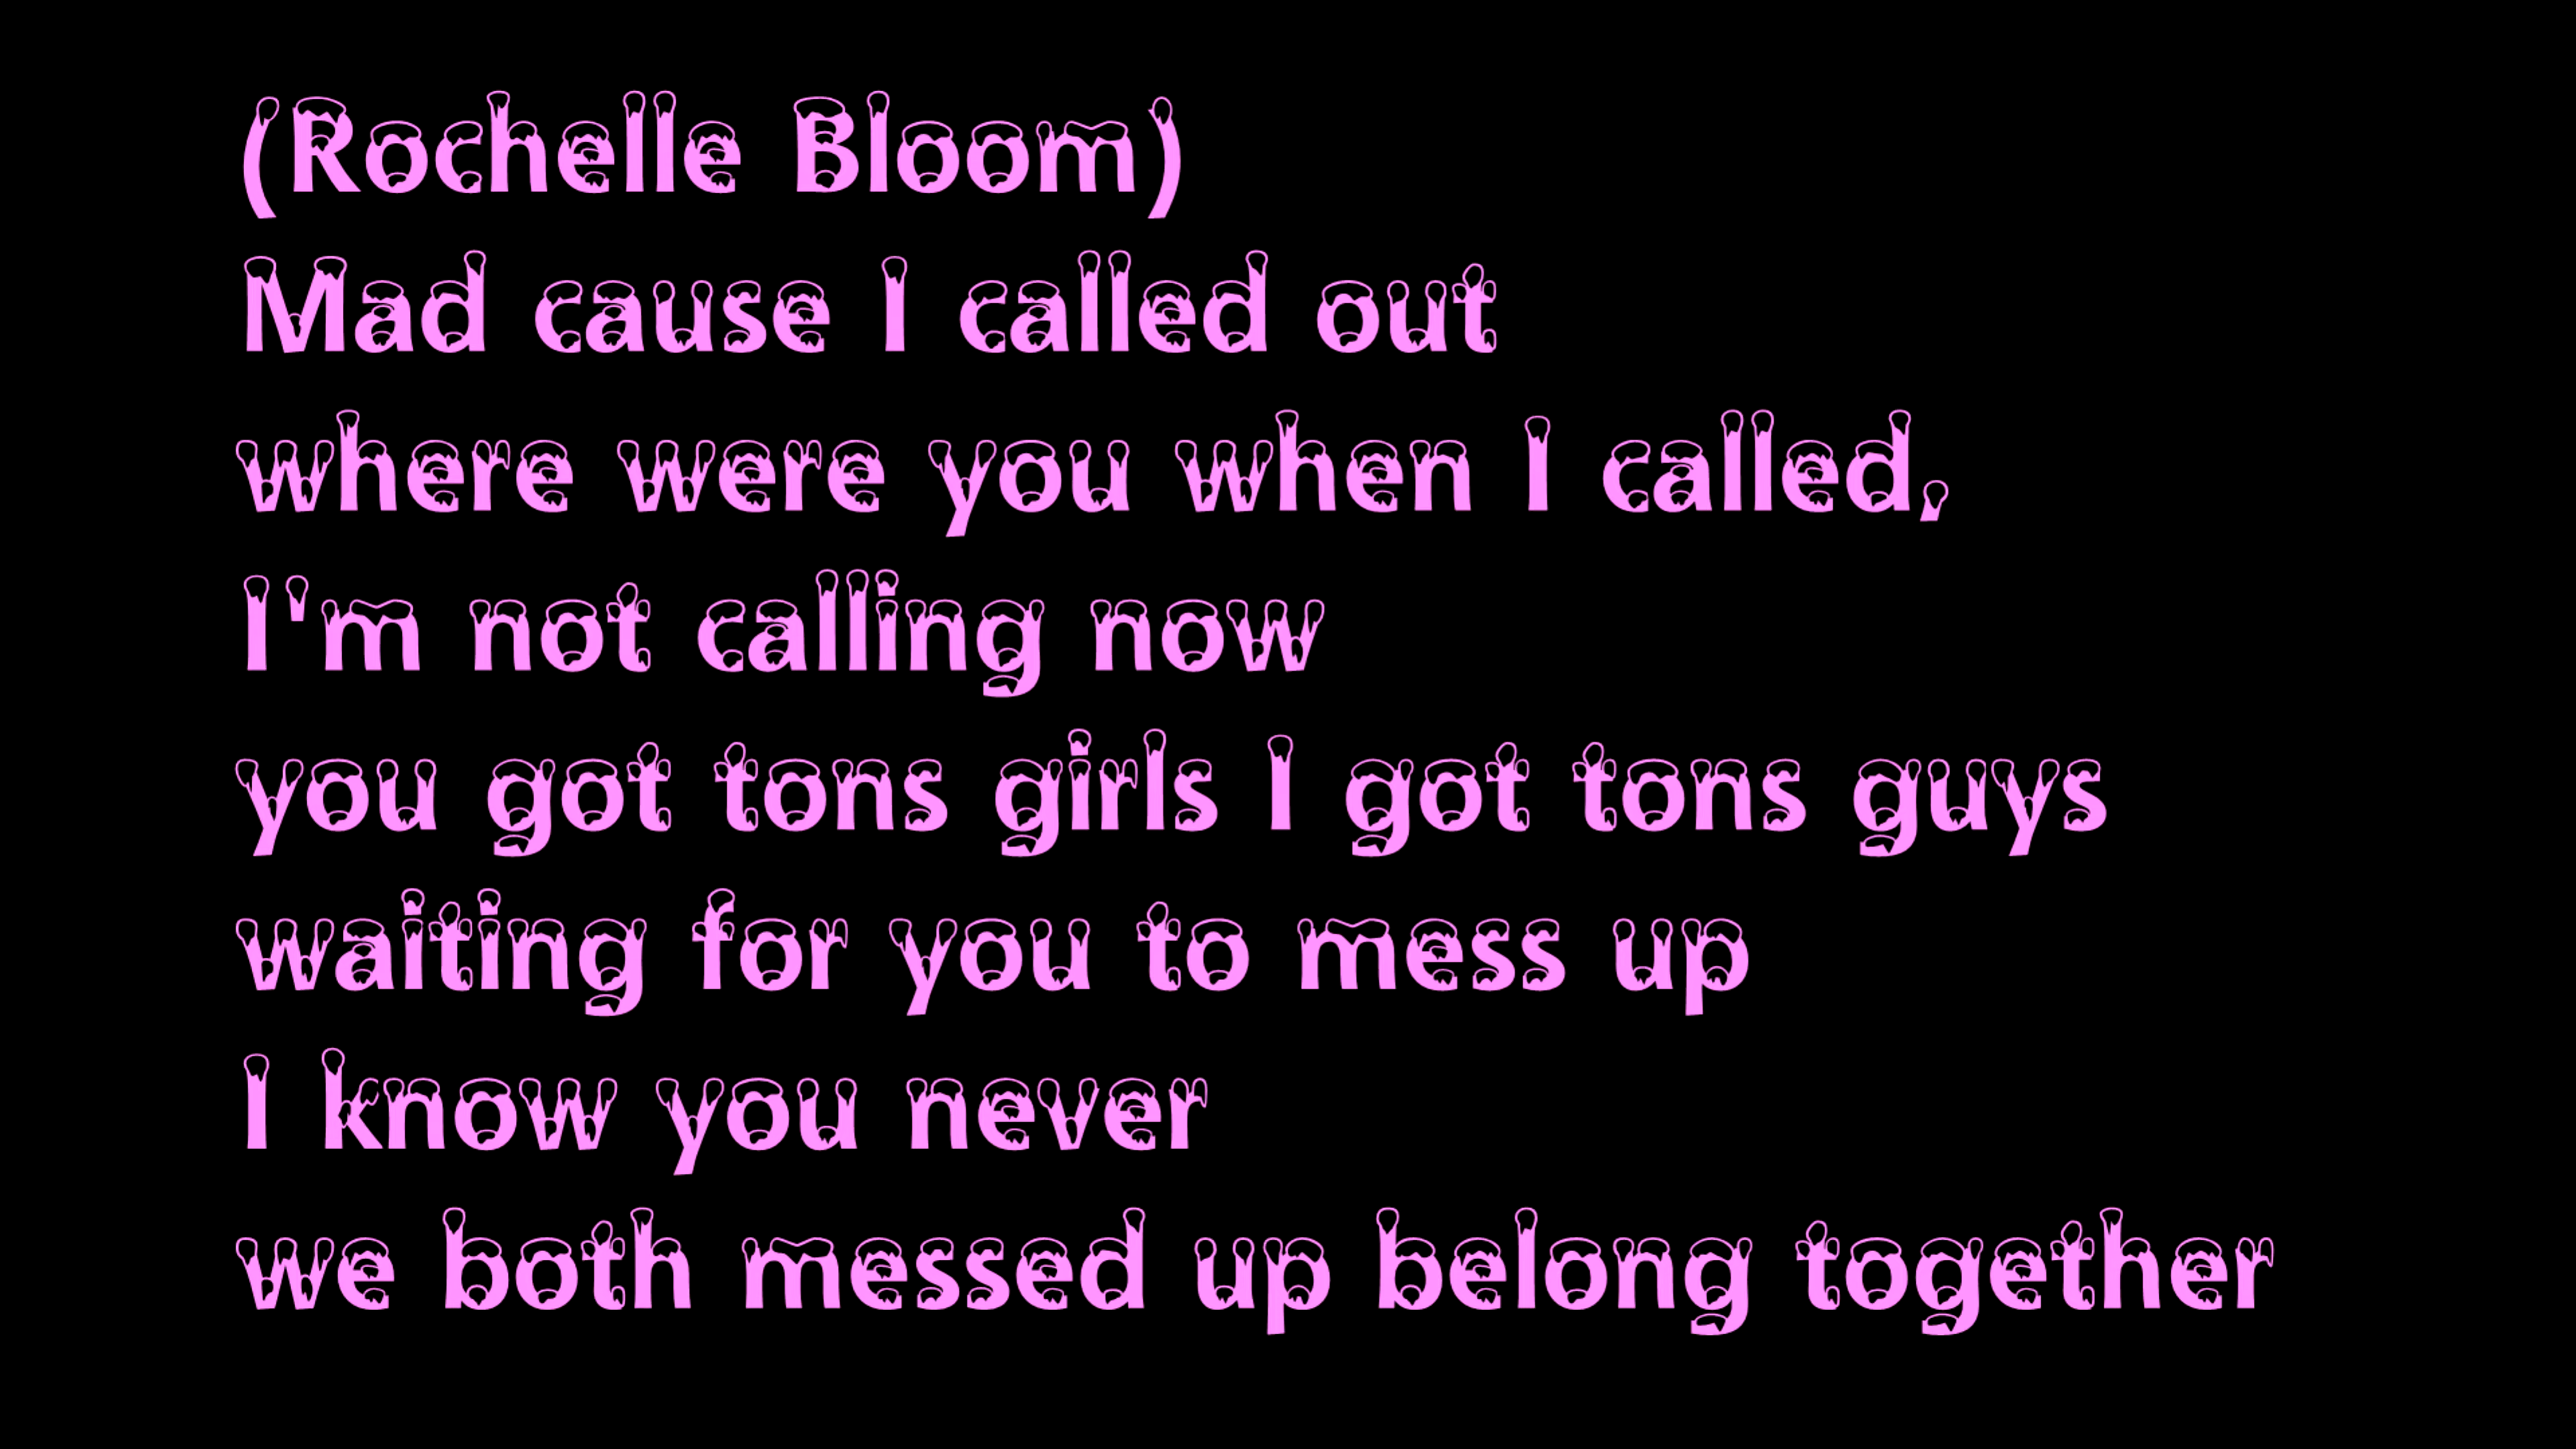 (Rochelle Bloom)
Mad cause I called out
where were you when I called,
I'm not calling now
you got tons girls I got tons guys
waiting for you to mess up
I know you never
we both messed up belong together